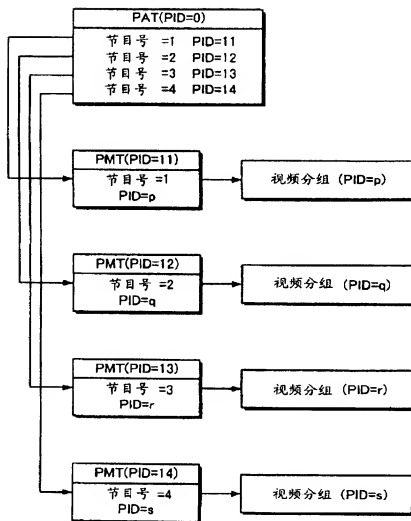 PAT(PID=0)
节目号 =1 PID=11
节目号 =2 PID=12
节目号 =3 PID=13
节目号 =4 PID=14
PMT(PID=11)
节目号 =1
PID=p
视频分组 (PID=p)
PMT(PID=12)
节目号 =2
PID=q
视频分组 (PID=q)
PMT(PID=13)
节目号 =3
PID=r
视频分组 (PID=r)
PMT(PID=14)
节目号 =4
PID=s
视频分组 (PID=s)